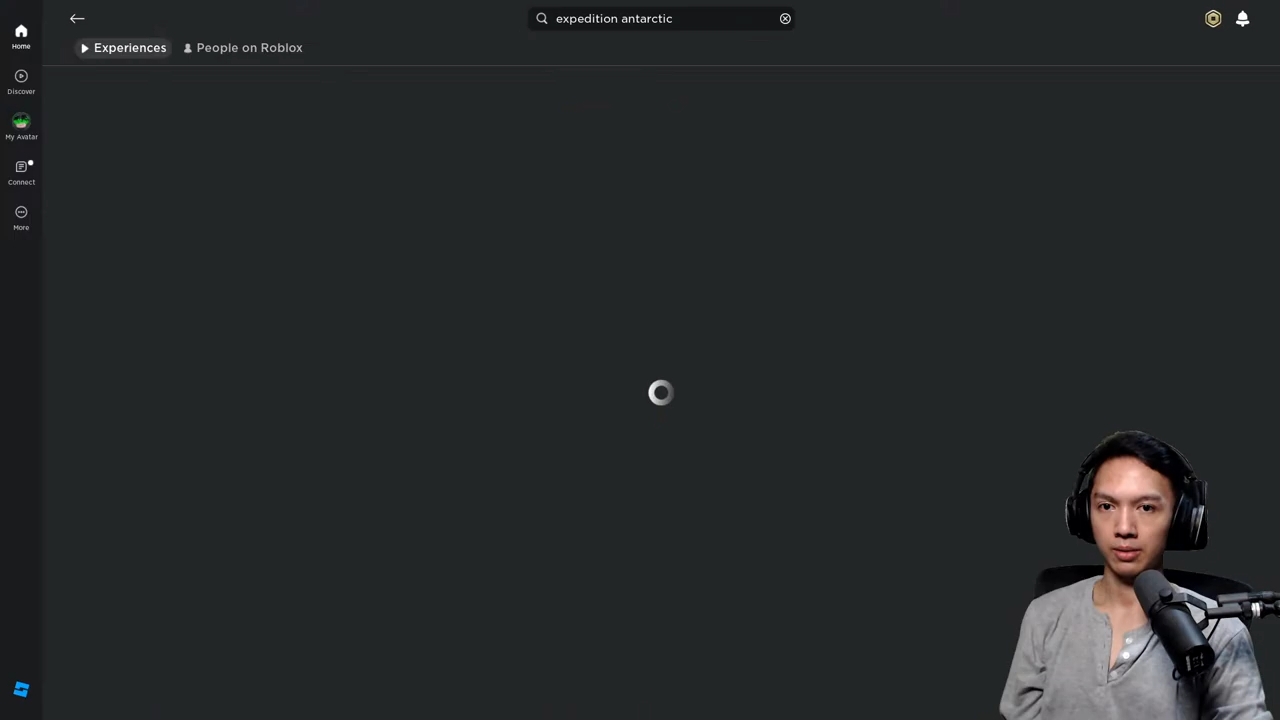 expedition antarctic
Experiences
People on Roblox
Home
Discover
My Avatar
Connect
More